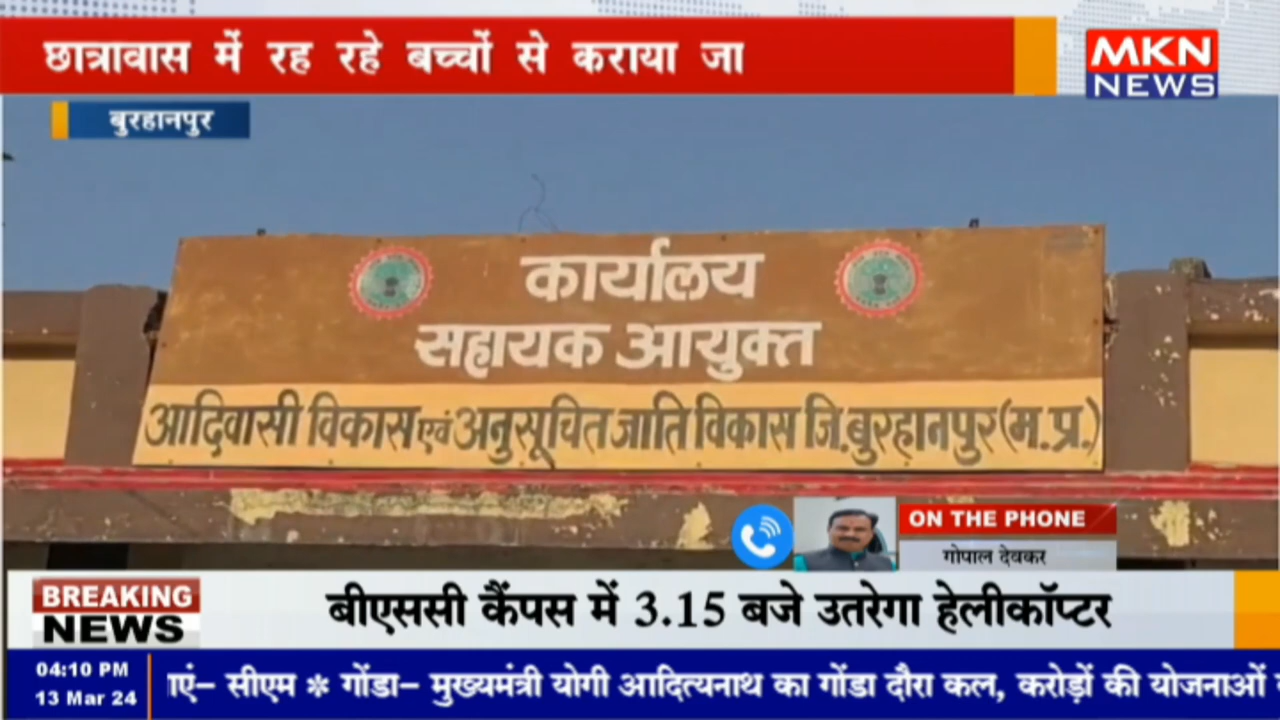 छात्रावास में रह रहे बच्चों से कराया जा
MKN
NEWS
बुरहानपुर
कार्यालय
सहायक आयुक्त
आदिवासी विकास एवं अनुसूचित जाति विकास जि.बुरहानपुर (म.प्र.)
ON THE PHONE
गोपाल देवकर
BREAKING
NEWS
बीएससी कैंपस में 3.15 बजे उतरेगा हेलीकॉप्टर
04:10 PM
13 Mar 24
एं– सीएम * गोंडा– मुख्यमंत्री योगी आदित्यनाथ का गोंडा दौरा कल, करोड़ों की योजनाओं